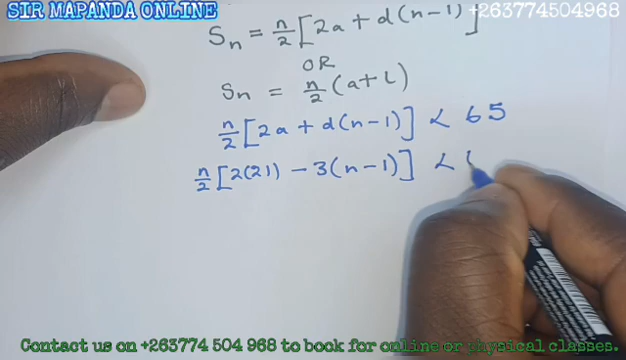 SIR MAPANDA ONLINE
+263774504968
Sn = n/2 [2a + d(n-1)]
OR
Sn = n/2 (a+L)
n/2 [2a + d(n-1)] < 65
n/2 [2(21) - 3(n-1)] <
Contact us on +263774 504 968 to book for online or physical classes.